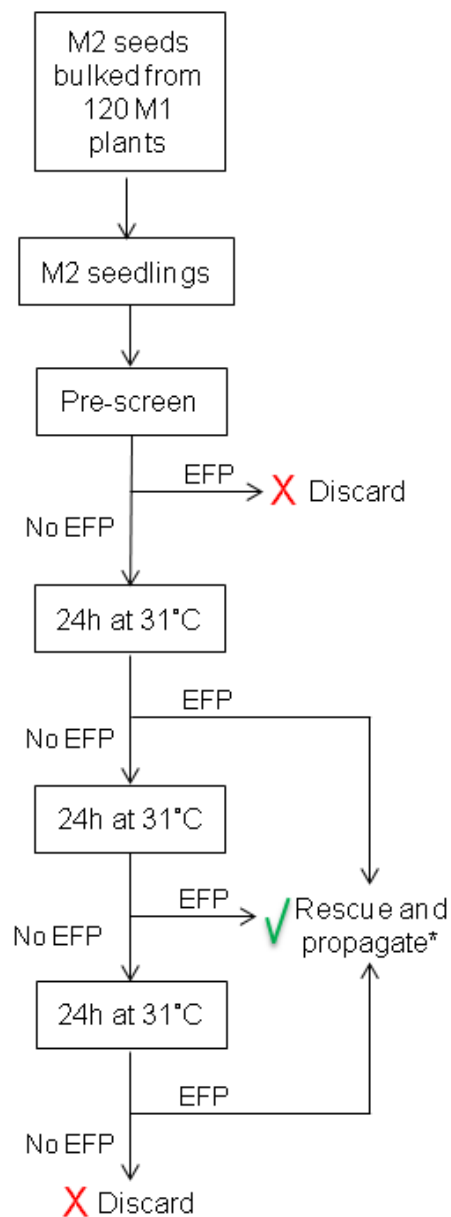 M2 seeds
bulked from
120 M1
plants
M2 seedlings
Pre-screen
EFP
X Discard
No EFP
24h at 31°C
EFP
No EFP
24h at 31°C
EFP
√ Rescue and
propagate*
No EFP
24h at 31°C
EFP
No EFP
X Discard